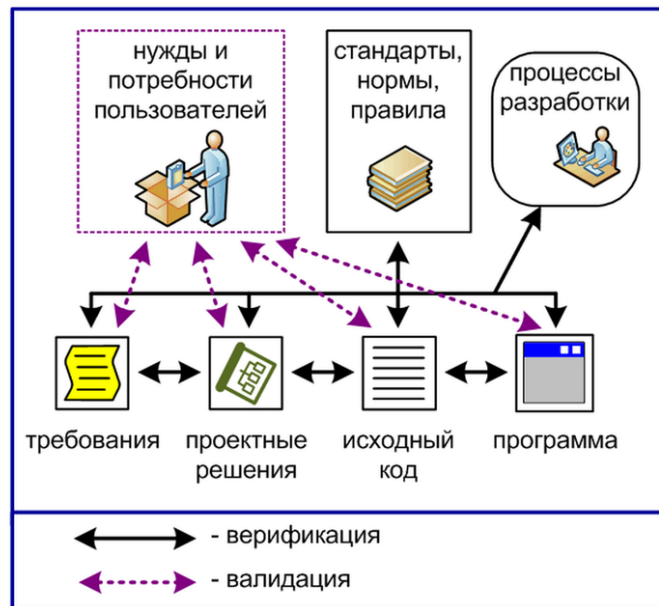 нужды и
потребности
пользователей
стандарты,
нормы,
правила
процессы
разработки
требования
проектные
решения
исходный
код
программа
- верификация
- валидация